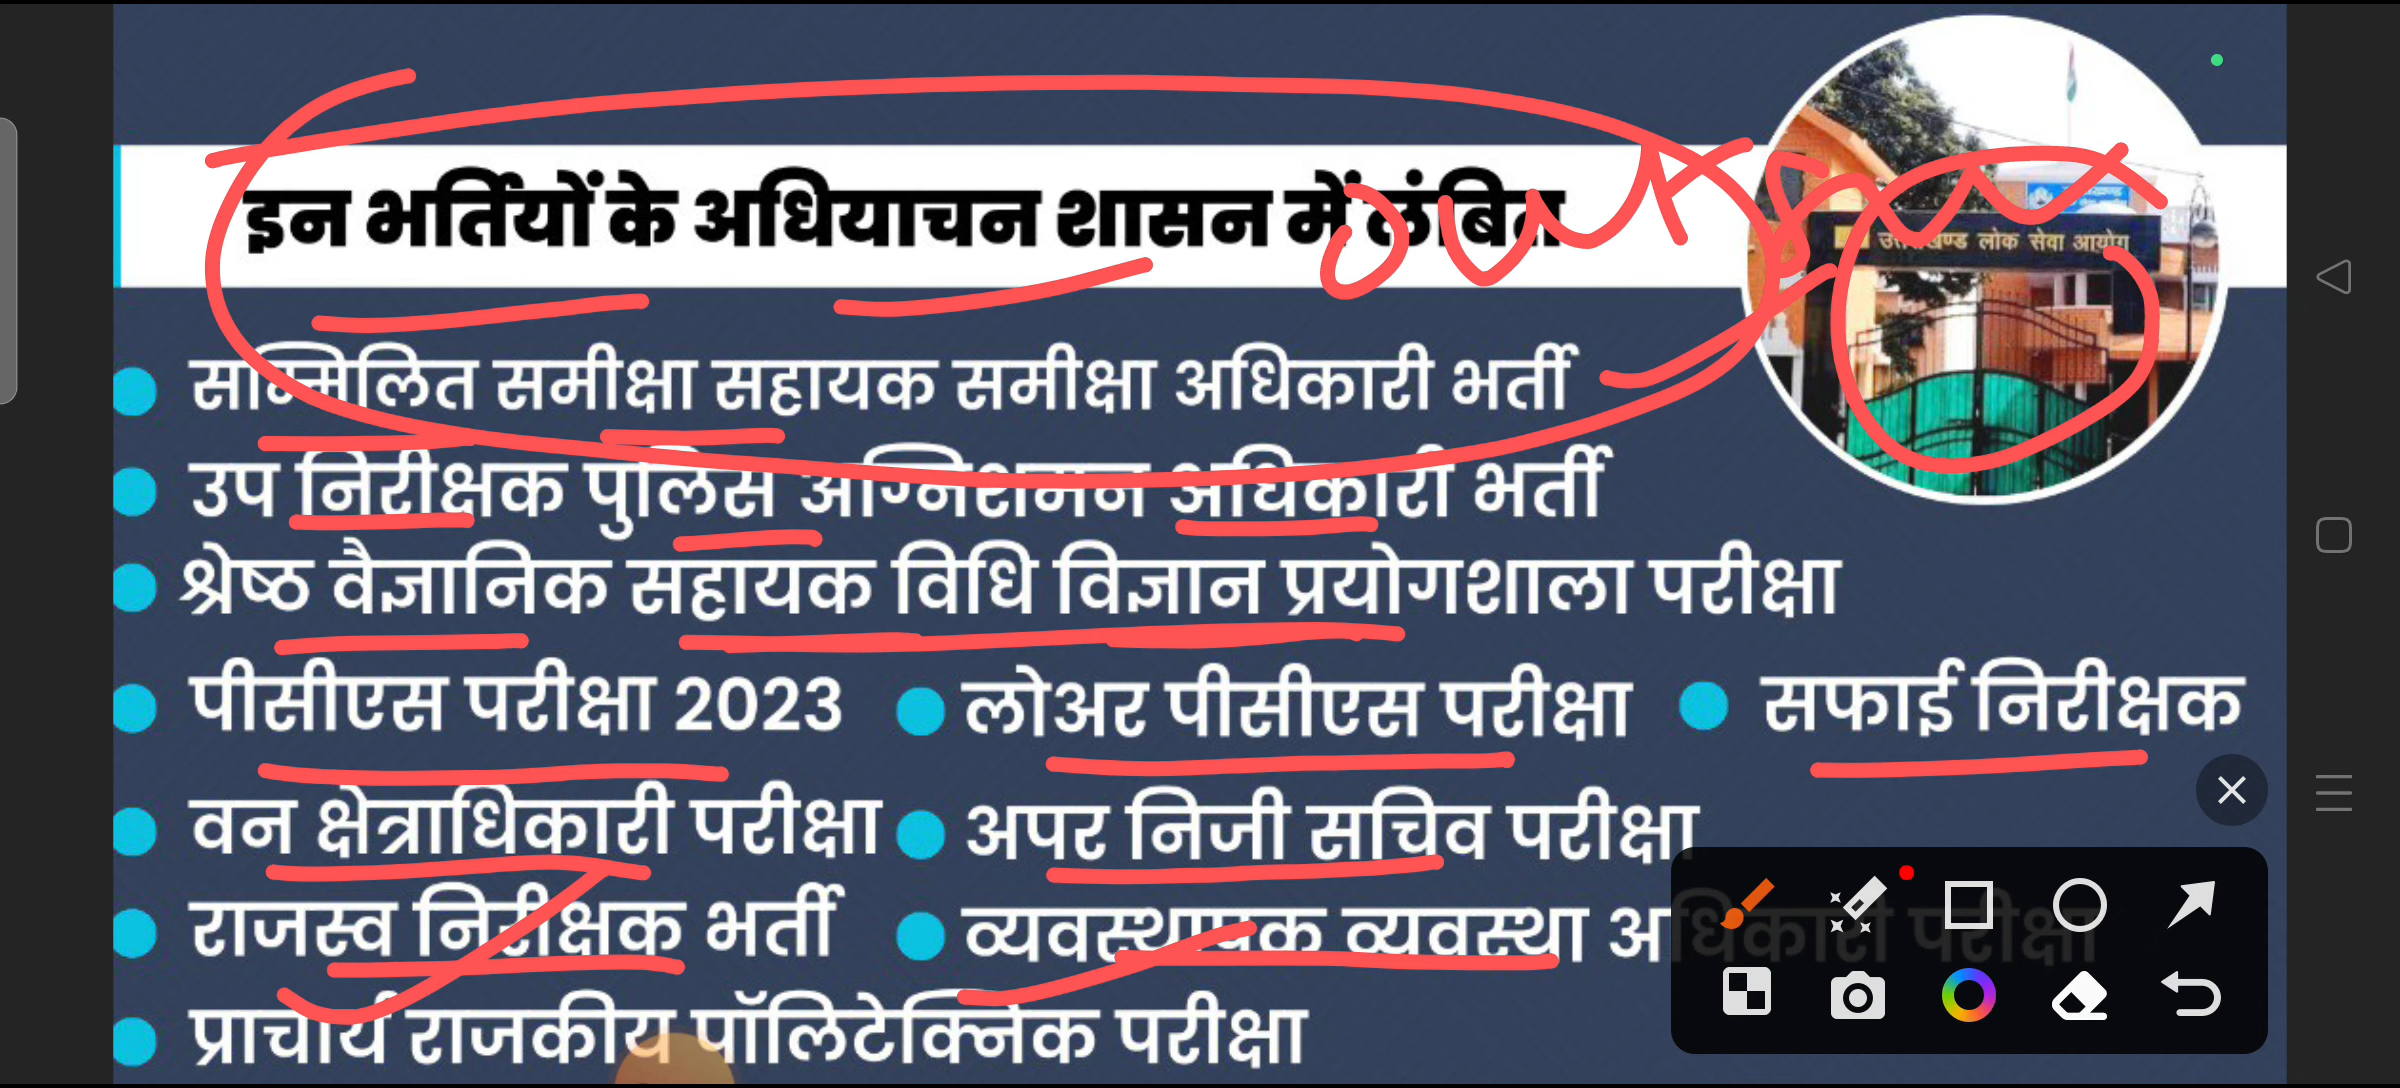 इन भर्तियों के अधियाचन शासन में लंबित
उत्तराखण्ड लोक सेवा आयोग
सम्मिलित समीक्षा सहायक समीक्षा अधिकारी भर्ती
उप निरीक्षक पुलिस अग्निशमन अधिकारी भर्ती
श्रेष्ठ वैज्ञानिक सहायक विधि विज्ञान प्रयोगशाला परीक्षा
पीसीएस परीक्षा 2023 लोअर पीसीएस परीक्षा सफाई निरीक्षक
वन क्षेत्राधिकारी परीक्षा अपर निजी सचिव परीक्षा
राजस्व निरीक्षक भर्ती व्यवस्थापक व्यवस्था अधिकारी परीक्षा
प्राचार्य राजकीय पॉलिटेक्निक परीक्षा